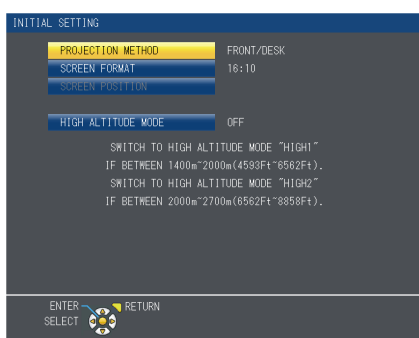 INITIAL SETTING
PROJECTION METHOD FRONT/DESK
SCREEN FORMAT 16:10
SCREEN POSITION
HIGH ALTITUDE MODE OFF
SWITCH TO HIGH ALTITUDE MODE ~HIGH1~
IF BETWEEN 1400m~2000m(4593Ft~6562Ft).
SWITCH TO HIGH ALTITUDE MODE ~HIGH2~
IF BETWEEN 2000m~2700m(6562Ft~8858Ft).
ENTER RETURN
SELECT